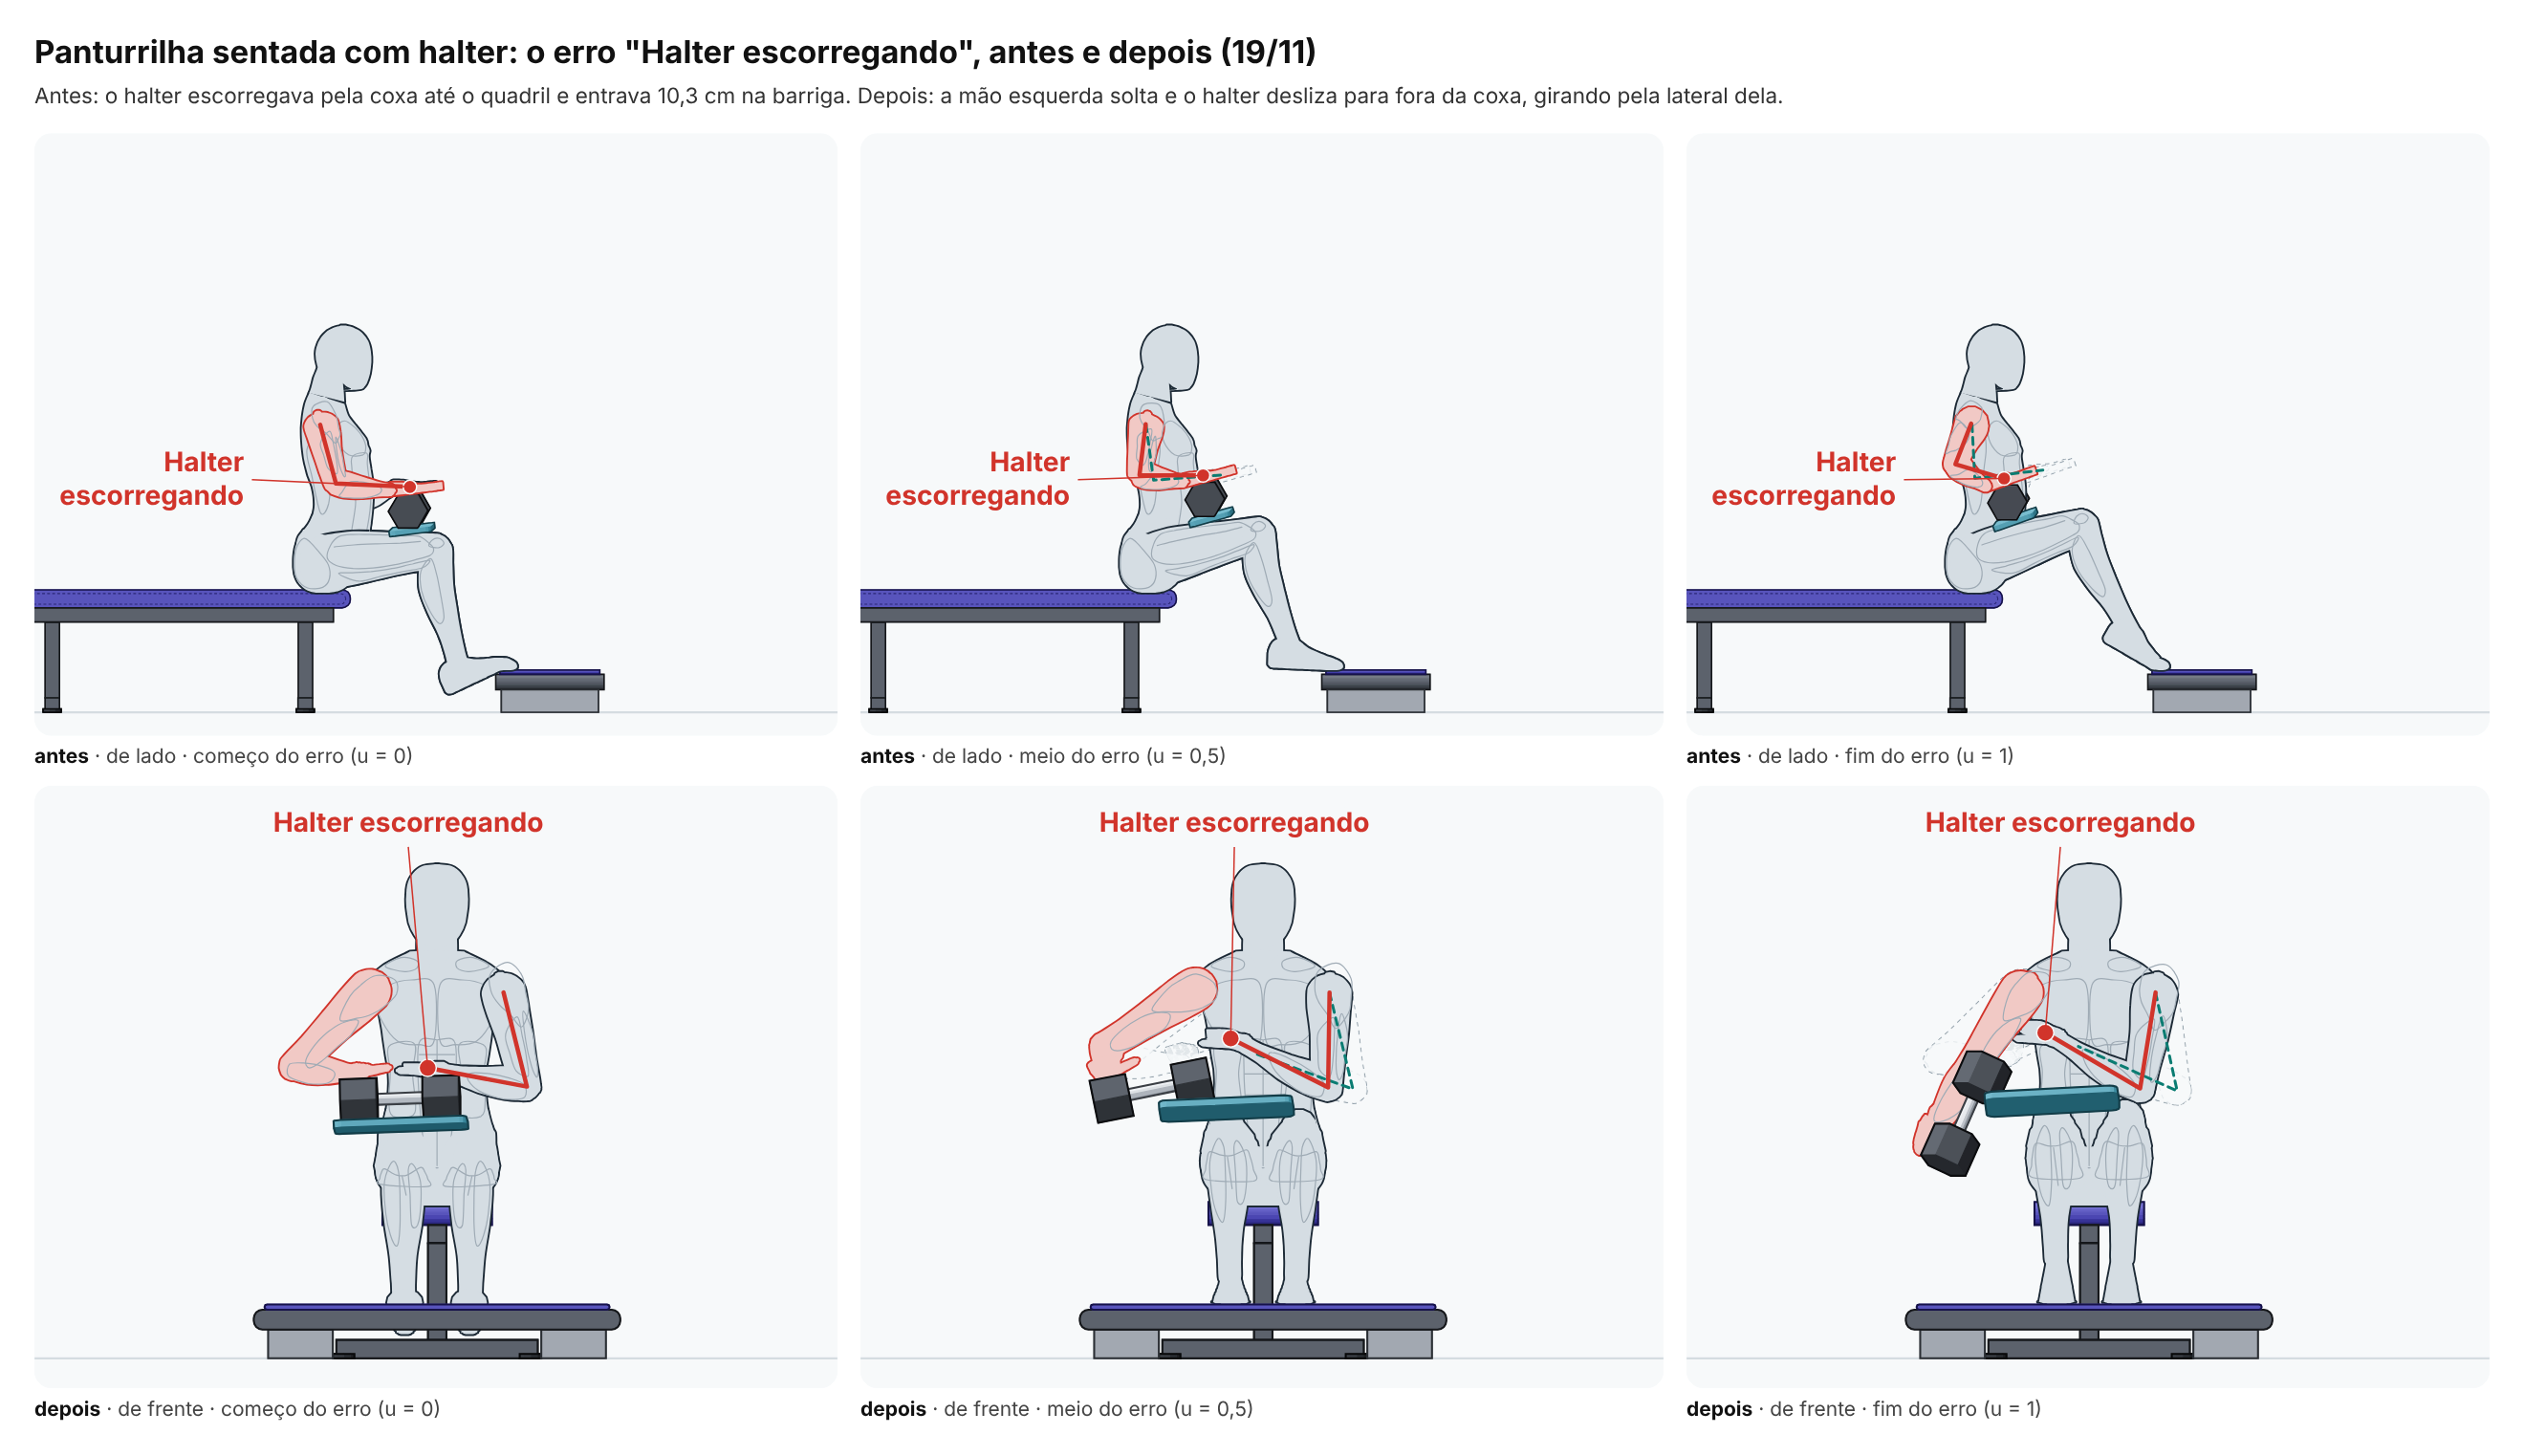 Panturrilha sentada com halter: o erro "Halter escorregando", antes e depois (19/11)
Antes: o halter escorregava pela coxa até o quadril e entrava 10,3 cm na barriga. Depois: a mão esquerda solta e o halter desliza para fora da coxa, girando pela lateral dela.
Halter
escorregando
Halter
escorregando
Halter
escorregando
antes · de lado · começo do erro (u = 0)
antes · de lado · meio do erro (u = 0,5)
antes · de lado · fim do erro (u = 1)
Halter escorregando
Halter escorregando
Halter escorregando
depois · de frente · começo do erro (u = 0)
depois · de frente · meio do erro (u = 0,5)
depois · de frente · fim do erro (u = 1)